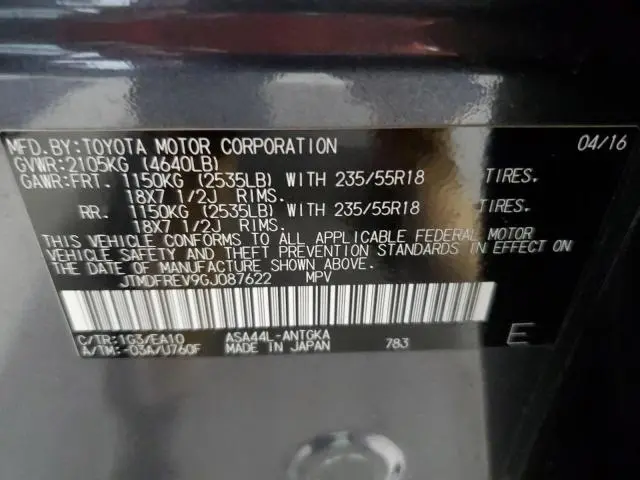 MFD.BY:TOYOTA MOTOR CORPORATION 04/16
GVWR:2105KG (4640LB)
GAWR:FRT. 1150KG (2535LB) WITH 235/55R18 TIRES.
18X7 1/2J RIMS.
RR. 1150KG (2535LB) WITH 235/55R18 TIRES.
18X7 1/2J RIMS.
THIS VEHICLE CONFORMS TO ALL APPLICABLE FEDERAL MOTOR
VEHICLE SAFETY AND THEFT PREVENTION STANDARDS IN EFFECT ON
THE DATE OF MANUFACTURE SHOWN ABOVE.
JTMDFREV9GJ087622 MPV
C/TR:1G3/EA10 ASA44L-ANTGKA
A/TM:-03A/U760F MADE IN JAPAN 783 E